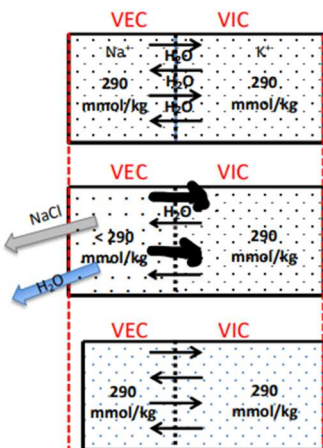 VEC VIC
Na⁺ H₂O K⁺
290 H₂O 290
mmol/kg H₂O mmol/kg
VEC VIC
NaCl H₂O
< 290 290
mmol/kg mmol/kg
H₂O
VEC VIC
290 290
mmol/kg mmol/kg